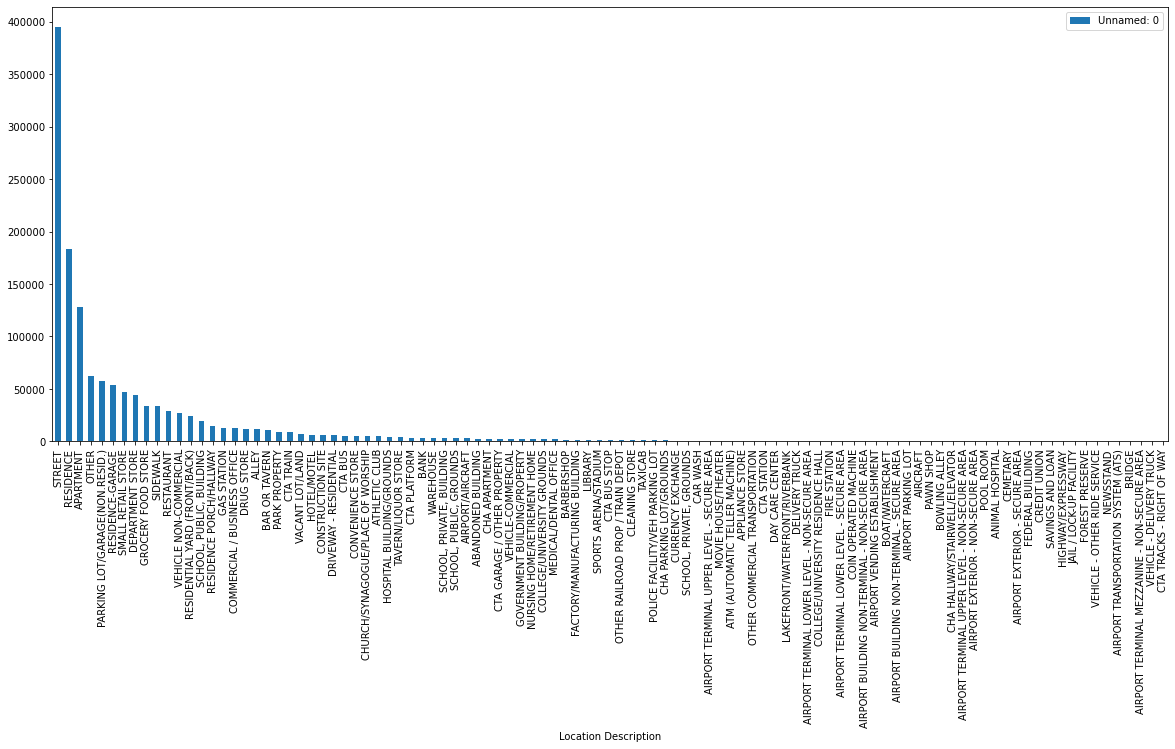 Unnamed: 0
400000
350000
300000
250000
200000
150000
100000
50000
0
STREET
RESIDENCE
APARTMENT
OTHER
PARKING LOT/GARAGE(NON.RESID.)
RESIDENCE-GARAGE
SMALL RETAIL STORE
DEPARTMENT STORE
GROCERY FOOD STORE
SIDEWALK
RESTAURANT
VEHICLE NON-COMMERCIAL
RESIDENTIAL YARD (FRONT/BACK)
SCHOOL, PUBLIC, BUILDING
RESIDENCE PORCH/HALLWAY
GAS STATION
COMMERCIAL / BUSINESS OFFICE
DRUG STORE
ALLEY
BAR OR TAVERN
PARK PROPERTY
CTA TRAIN
VACANT LOT/LAND
HOTEL/MOTEL
CONSTRUCTION SITE
DRIVEWAY - RESIDENTIAL
CTA BUS
CONVENIENCE STORE
CHURCH/SYNAGOGUE/PLACE OF WORSHIP
ATHLETIC CLUB
HOSPITAL BUILDING/GROUNDS
TAVERN/LIQUOR STORE
CTA PLATFORM
BANK
WAREHOUSE
SCHOOL, PRIVATE, BUILDING
SCHOOL, PUBLIC, GROUNDS
AIRPORT/AIRCRAFT
ABANDONED BUILDING
CHA APARTMENT
CTA GARAGE / OTHER PROPERTY
VEHICLE-COMMERCIAL
GOVERNMENT BUILDING/PROPERTY
NURSING HOME/RETIREMENT HOME
COLLEGE/UNIVERSITY GROUNDS
MEDICAL/DENTAL OFFICE
BARBERSHOP
FACTORY/MANUFACTURING BUILDING
LIBRARY
SPORTS ARENA/STADIUM
CTA BUS STOP
OTHER RAILROAD PROP / TRAIN DEPOT
CLEANING STORE
TAXICAB
POLICE FACILITY/VEH PARKING LOT
CHA PARKING LOT/GROUNDS
CURRENCY EXCHANGE
SCHOOL, PRIVATE, GROUNDS
CAR WASH
AIRPORT TERMINAL UPPER LEVEL - SECURE AREA
MOVIE HOUSE/THEATER
ATM (AUTOMATIC TELLER MACHINE)
APPLIANCE STORE
OTHER COMMERCIAL TRANSPORTATION
CTA STATION
DAY CARE CENTER
LAKEFRONT/WATERFRONT/RIVERBANK
DELIVERY TRUCK
AIRPORT TERMINAL LOWER LEVEL - NON-SECURE AREA
COLLEGE/UNIVERSITY RESIDENCE HALL
FIRE STATION
AIRPORT TERMINAL LOWER LEVEL - SECURE AREA
COIN OPERATED MACHINE
AIRPORT BUILDING NON-TERMINAL - NON-SECURE AREA
AIRPORT VENDING ESTABLISHMENT
BOAT/WATERCRAFT
AIRPORT BUILDING NON-TERMINAL - SECURE AREA
AIRPORT PARKING LOT
AIRCRAFT
PAWN SHOP
BOWLING ALLEY
CHA HALLWAY/STAIRWELL/ELEVATOR
AIRPORT TERMINAL UPPER LEVEL - NON-SECURE AREA
AIRPORT EXTERIOR - NON-SECURE AREA
POOL ROOM
ANIMAL HOSPITAL
CEMETARY
AIRPORT EXTERIOR - SECURE AREA
FEDERAL BUILDING
CREDIT UNION
SAVINGS AND LOAN
HIGHWAY/EXPRESSWAY
JAIL / LOCK-UP FACILITY
FOREST PRESERVE
VEHICLE - OTHER RIDE SERVICE
NEWSSTAND
AIRPORT TRANSPORTATION SYSTEM (ATS)
BRIDGE
AIRPORT TERMINAL MEZZANINE - NON-SECURE AREA
VEHICLE - DELIVERY TRUCK
CTA TRACKS - RIGHT OF WAY
Location Description